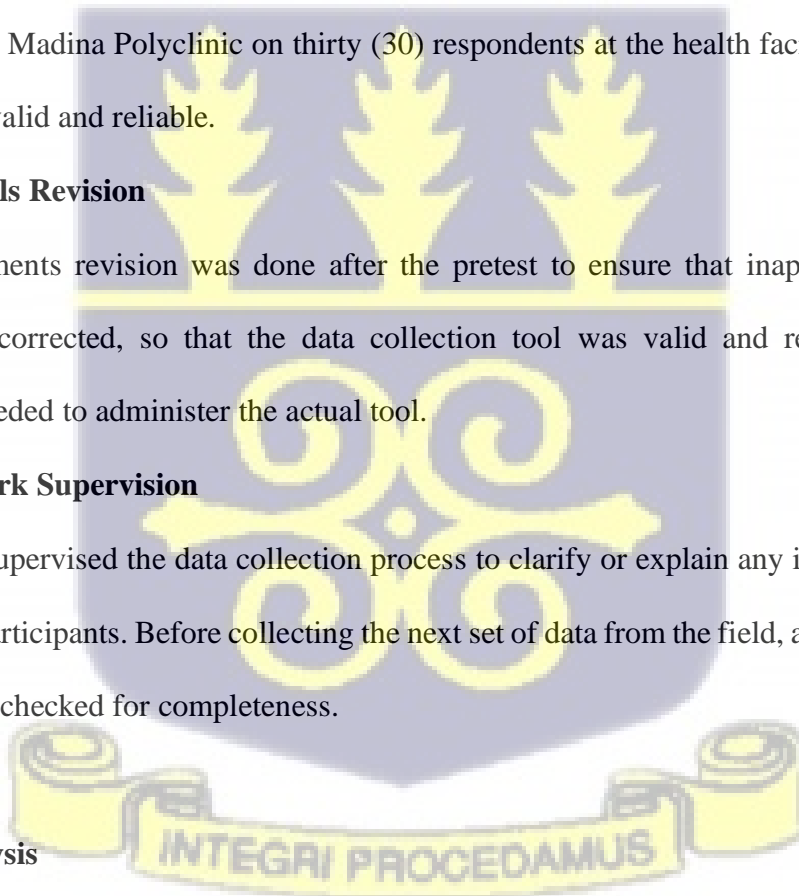 Madina Polyclinic on thirty (30) respondents at the health faci
valid and reliable.
ls Revision
ments revision was done after the pretest to ensure that inap
corrected, so that the data collection tool was valid and re
eded to administer the actual tool.
rk Supervision
upervised the data collection process to clarify or explain any i
articipants. Before collecting the next set of data from the field, a
checked for completeness.
ysis
INTEGRI PROCEDAMUS